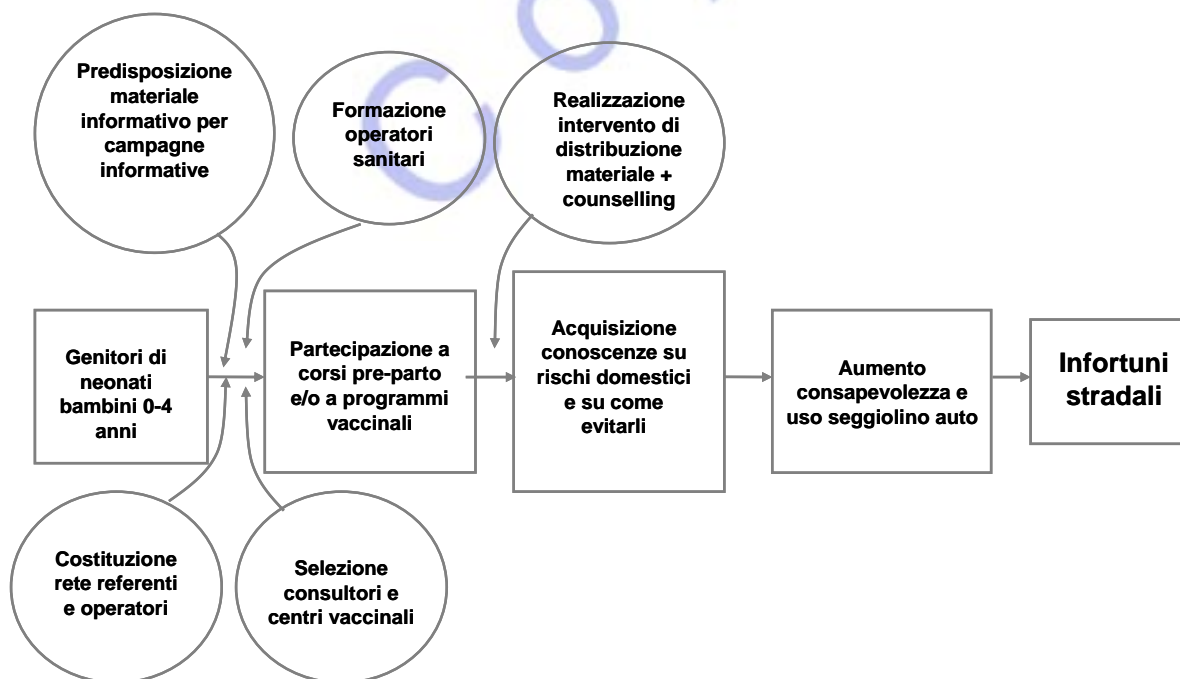 Predisposizione
materiale
informativo per
campagne
informative
Formazione
operatori
sanitari
Realizzazione
intervento di
distribuzione
materiale +
counselling
Genitori di
neonati
bambini 0-4
anni
Partecipazione a
corsi pre-parto
e/o a programmi
vaccinali
Acquisizione
conoscenze su
rischi domestici
e su come
evitarli
Aumento
consapevolezza e
uso seggiolino auto
Infortuni
stradali
Costituzione
rete referenti
e operatori
Selezione
consultori e
centri vaccinali